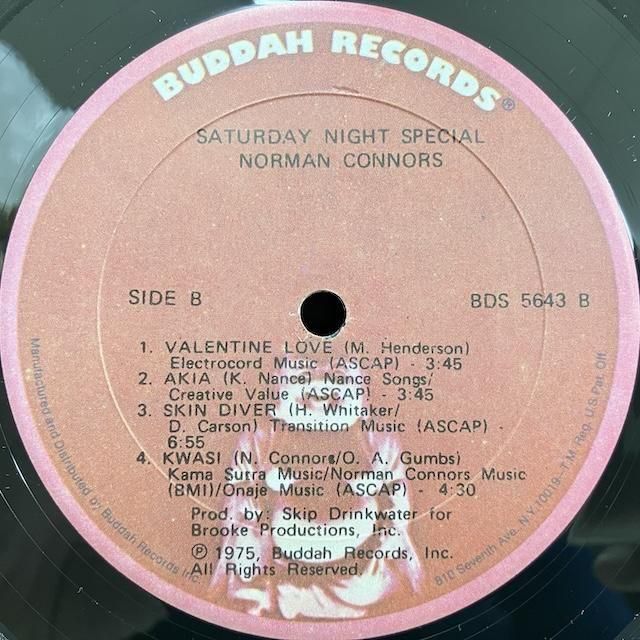 BUDDAH RECORDS®
SATURDAY NIGHT SPECIAL
NORMAN CONNORS
SIDE B
BDS 5643 B
1. VALENTINE LOVE (M. Henderson)
Electrocord Music (ASCAP) - 3:45
2. AKIA (K. Nance) Nance Songs/
Creative Value (ASCAP) - 3:45
3. SKIN DIVER (H. Whitaker/
D. Carson) Transition Music (ASCAP) -
6:55
4. KWASI (N. Connors/O. A. Gumbs)
Kama Sutra Music/Norman Connors Music
(BMI)/Onaje Music (ASCAP) - 4:30
Prod. by: Skip Drinkwater for
Brooke Productions, Inc.
℗ 1975, Buddah Records, Inc.
All Rights Reserved.
Manufactured and Distributed by: Buddah Records Inc.
810 Seventh Ave. N.Y. 10019 - T.M. Reg. U.S. Pat. Off.